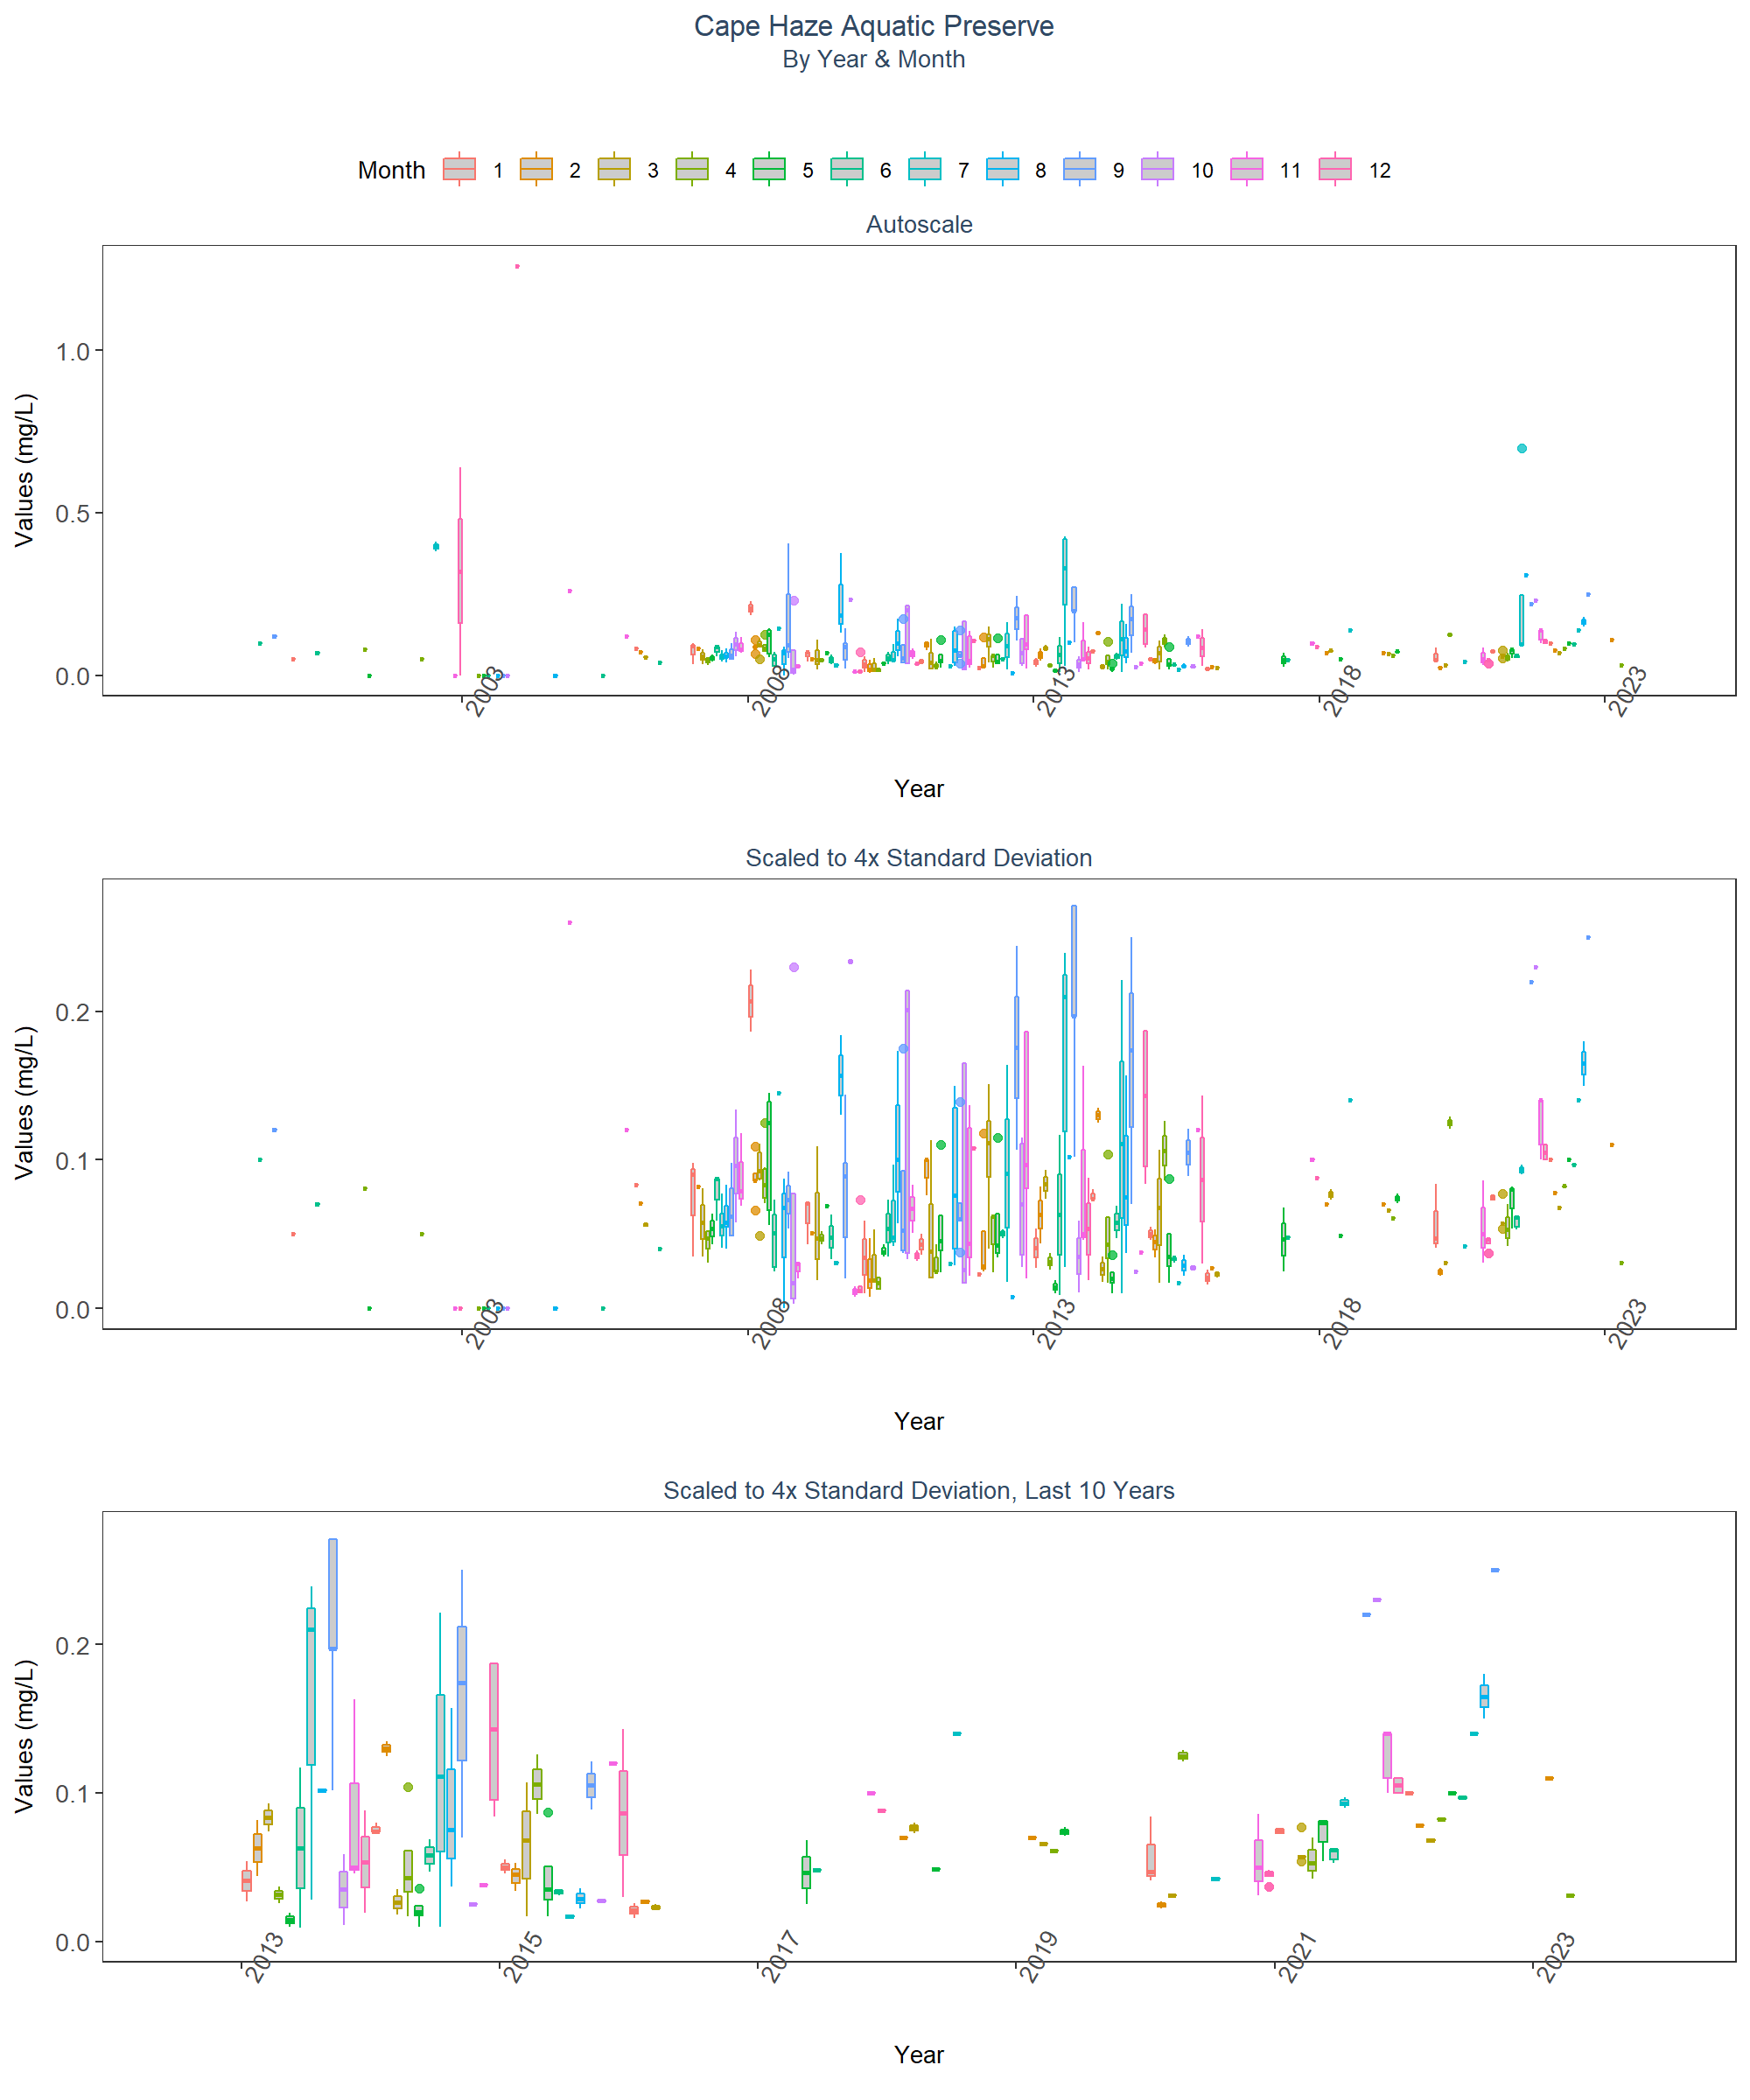 Cape Haze Aquatic Preserve
By Year & Month
Month 1 2 3 4 5 6 7 8 9 10 11 12
Autoscale
Values (mg/L)
1.0
0.5
0.0
2003 2008 2013 2018 2023
Year
Scaled to 4x Standard Deviation
Values (mg/L)
0.2
0.1
0.0
2003 2008 2013 2018 2023
Year
Scaled to 4x Standard Deviation, Last 10 Years
Values (mg/L)
0.2
0.1
0.0
2013 2015 2017 2019 2021 2023
Year